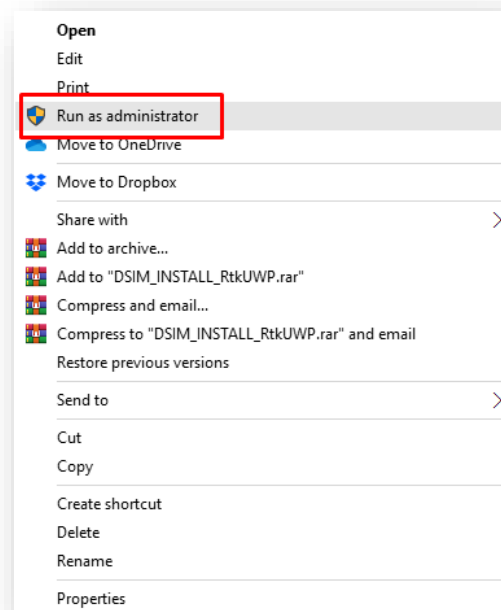 Open
Edit
Print
Run as administrator
Move to OneDrive
Move to Dropbox
Share with
Add to archive...
Add to "DSIM_INSTALL_RtkUWP.rar"
Compress and email...
Compress to "DSIM_INSTALL_RtkUWP.rar" and email
Restore previous versions
Send to
Cut
Copy
Create shortcut
Delete
Rename
Properties